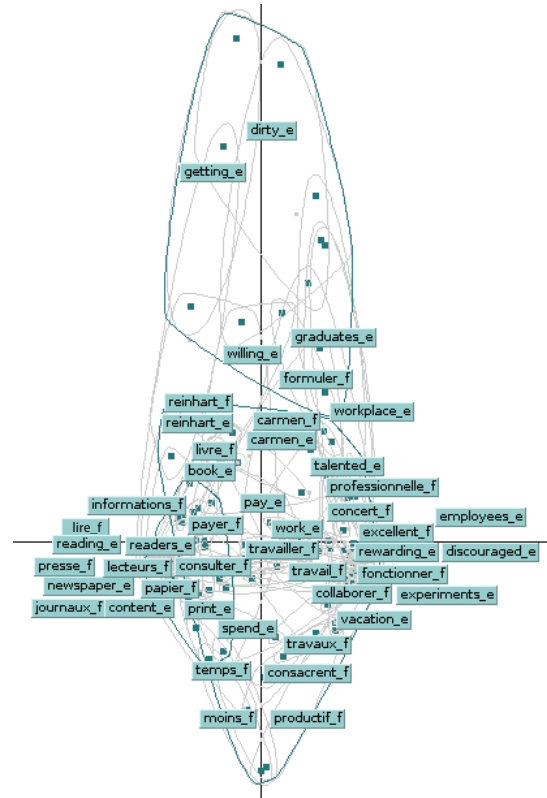 dirty_e
getting_e
graduates_e
willing_e
formuler_f
reinhart_f
workplace_e
reinhart_e
carmen_f
carmen_e
livre_f
talented_e
book_e
professionnelle_f
informations_f
pay_e
concert_f
employees_e
lire_f
payer_f
work_e
excellent_f
reading_e
readers_e
travailler_f
rewarding_e
discouraged_e
presse_f
lecteurs_f
consulter_f
travail_f
fonctionner_f
newspaper_e
papier_f
collaborer_f
experiments_e
journaux_f
content_e
print_e
vacation_e
spend_e
travaux_f
temps_f
consacrent_f
moins_f
productif_f